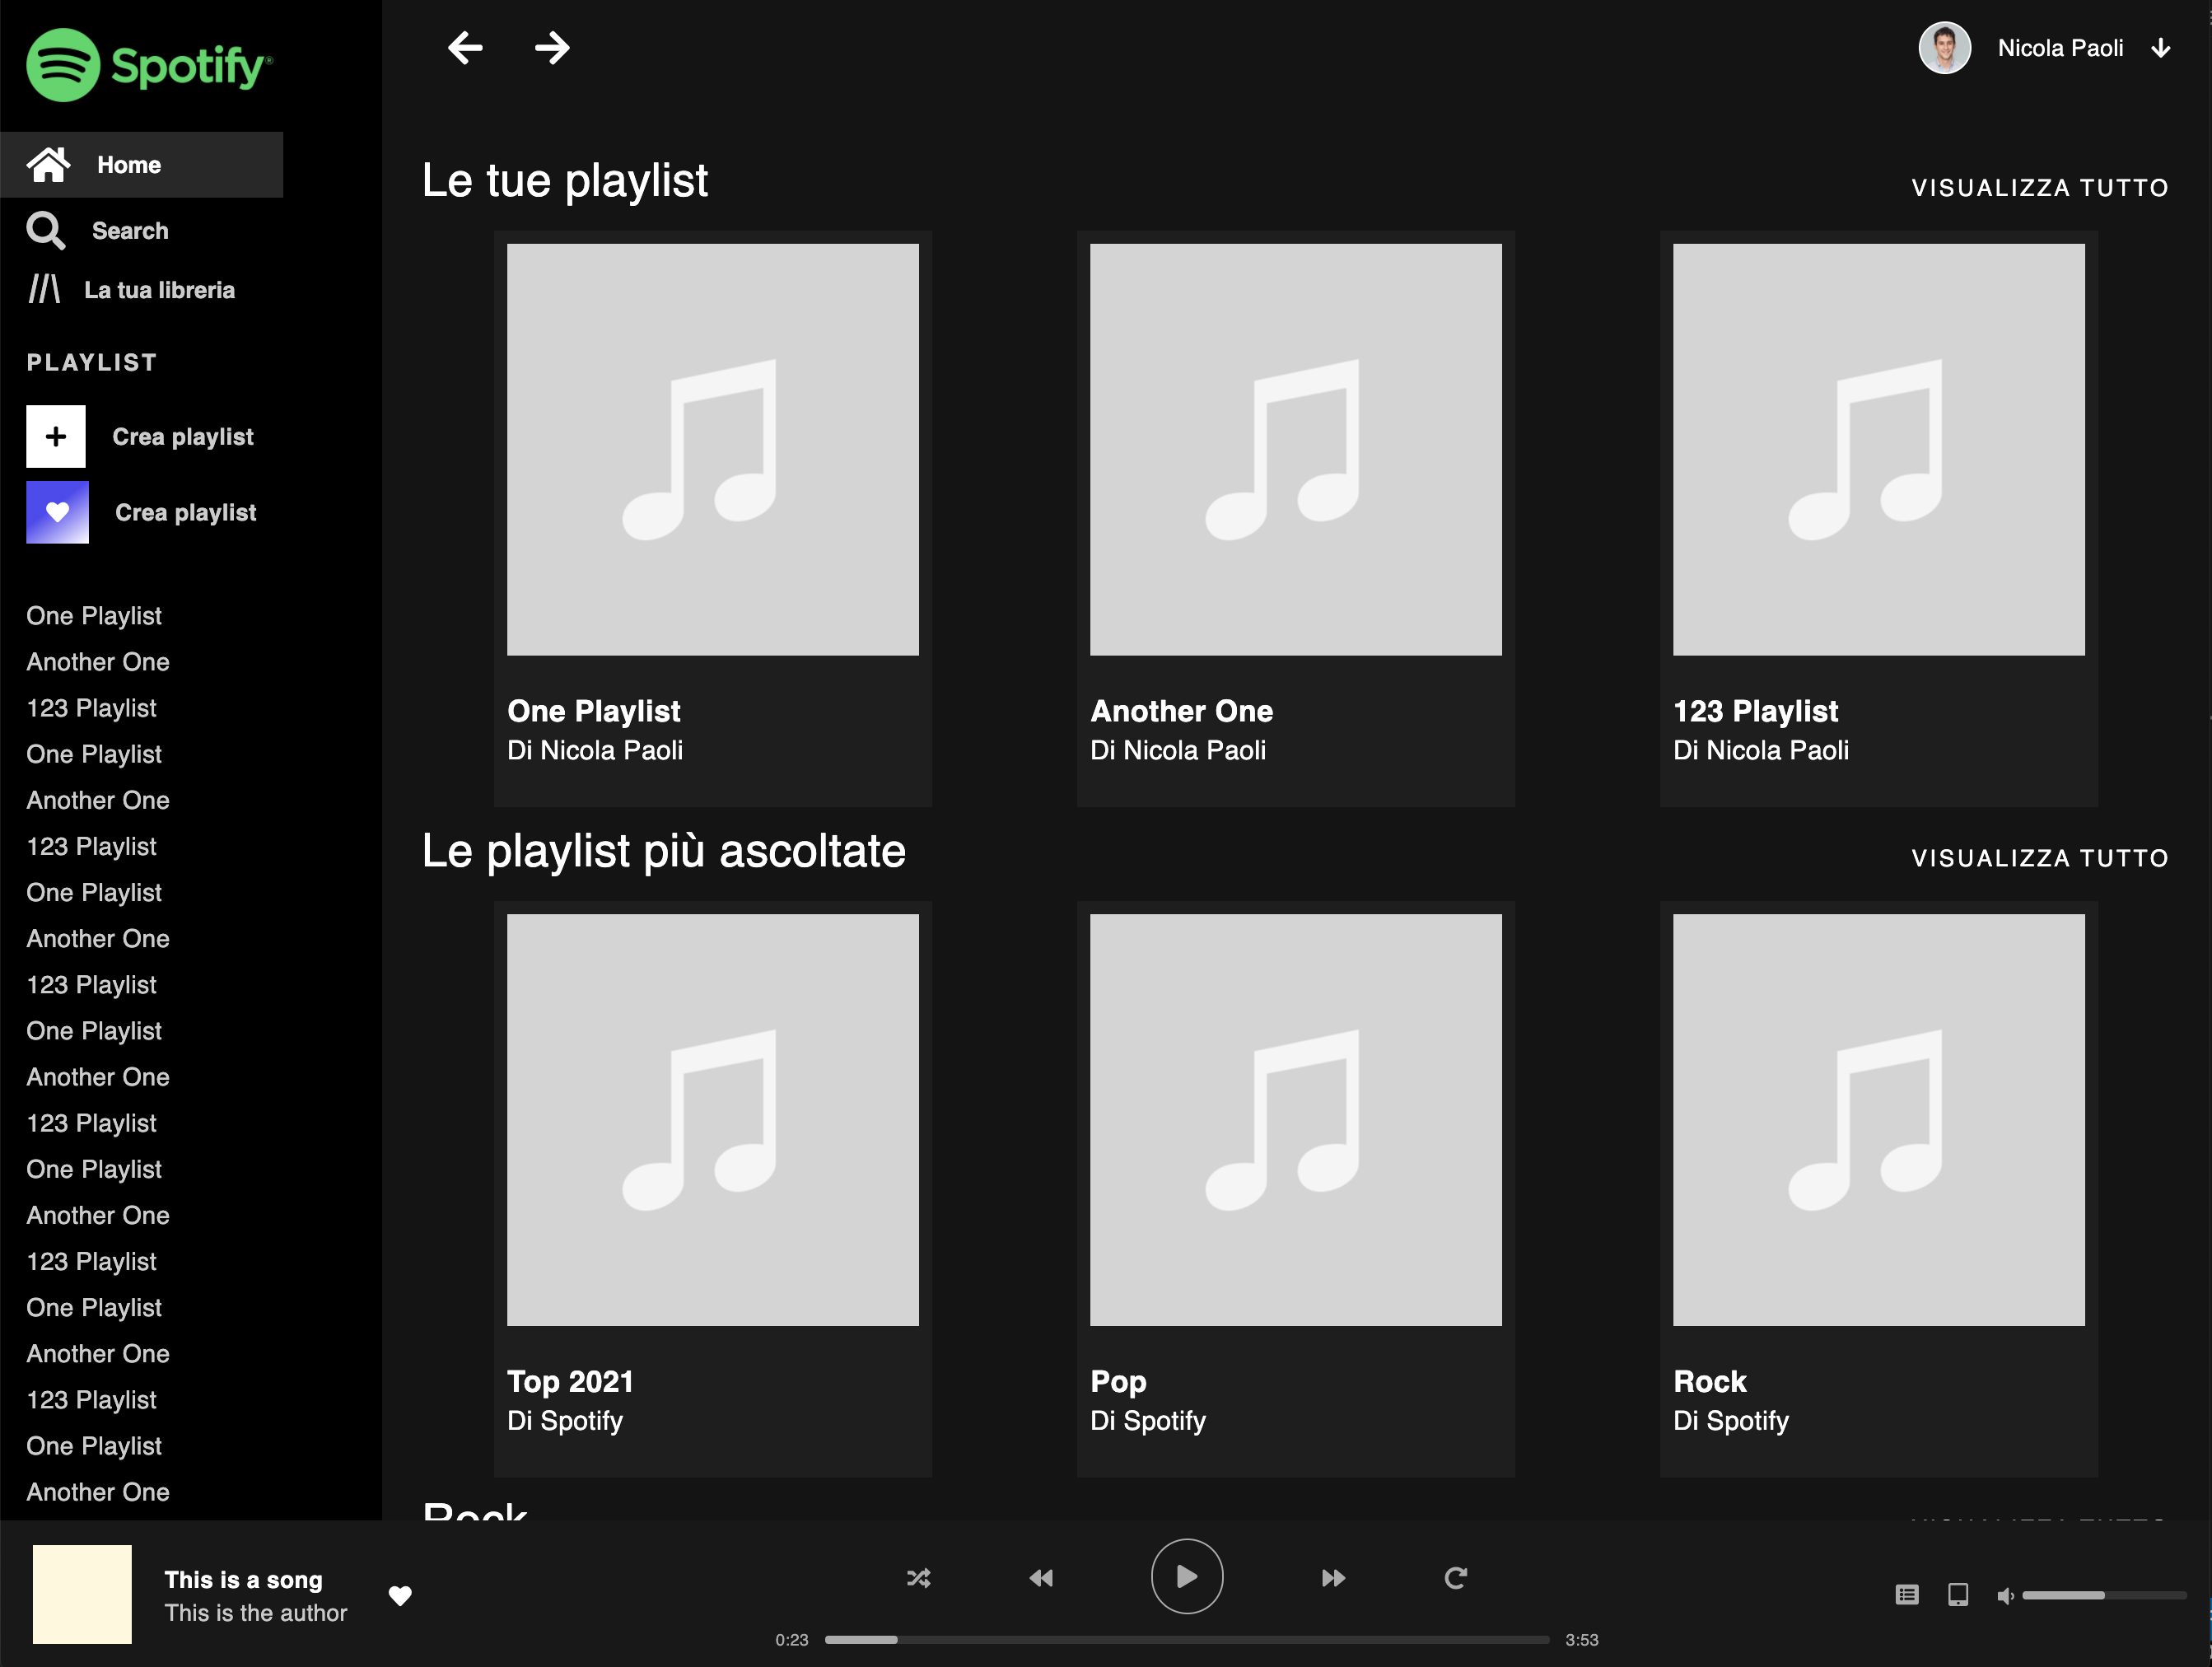 Spotify®
Home
Search
La tua libreria
PLAYLIST
Crea playlist
Crea playlist
One Playlist
Another One
123 Playlist
One Playlist
Another One
123 Playlist
One Playlist
Another One
123 Playlist
One Playlist
Another One
123 Playlist
One Playlist
Another One
123 Playlist
One Playlist
Another One
123 Playlist
One Playlist
Another One
Nicola Paoli
Le tue playlist
VISUALIZZA TUTTO
One Playlist
Di Nicola Paoli
Another One
Di Nicola Paoli
123 Playlist
Di Nicola Paoli
Le playlist più ascoltate
VISUALIZZA TUTTO
Top 2021
Di Spotify
Pop
Di Spotify
Rock
Di Spotify
Rock
This is a song
This is the author
0:23
3:53